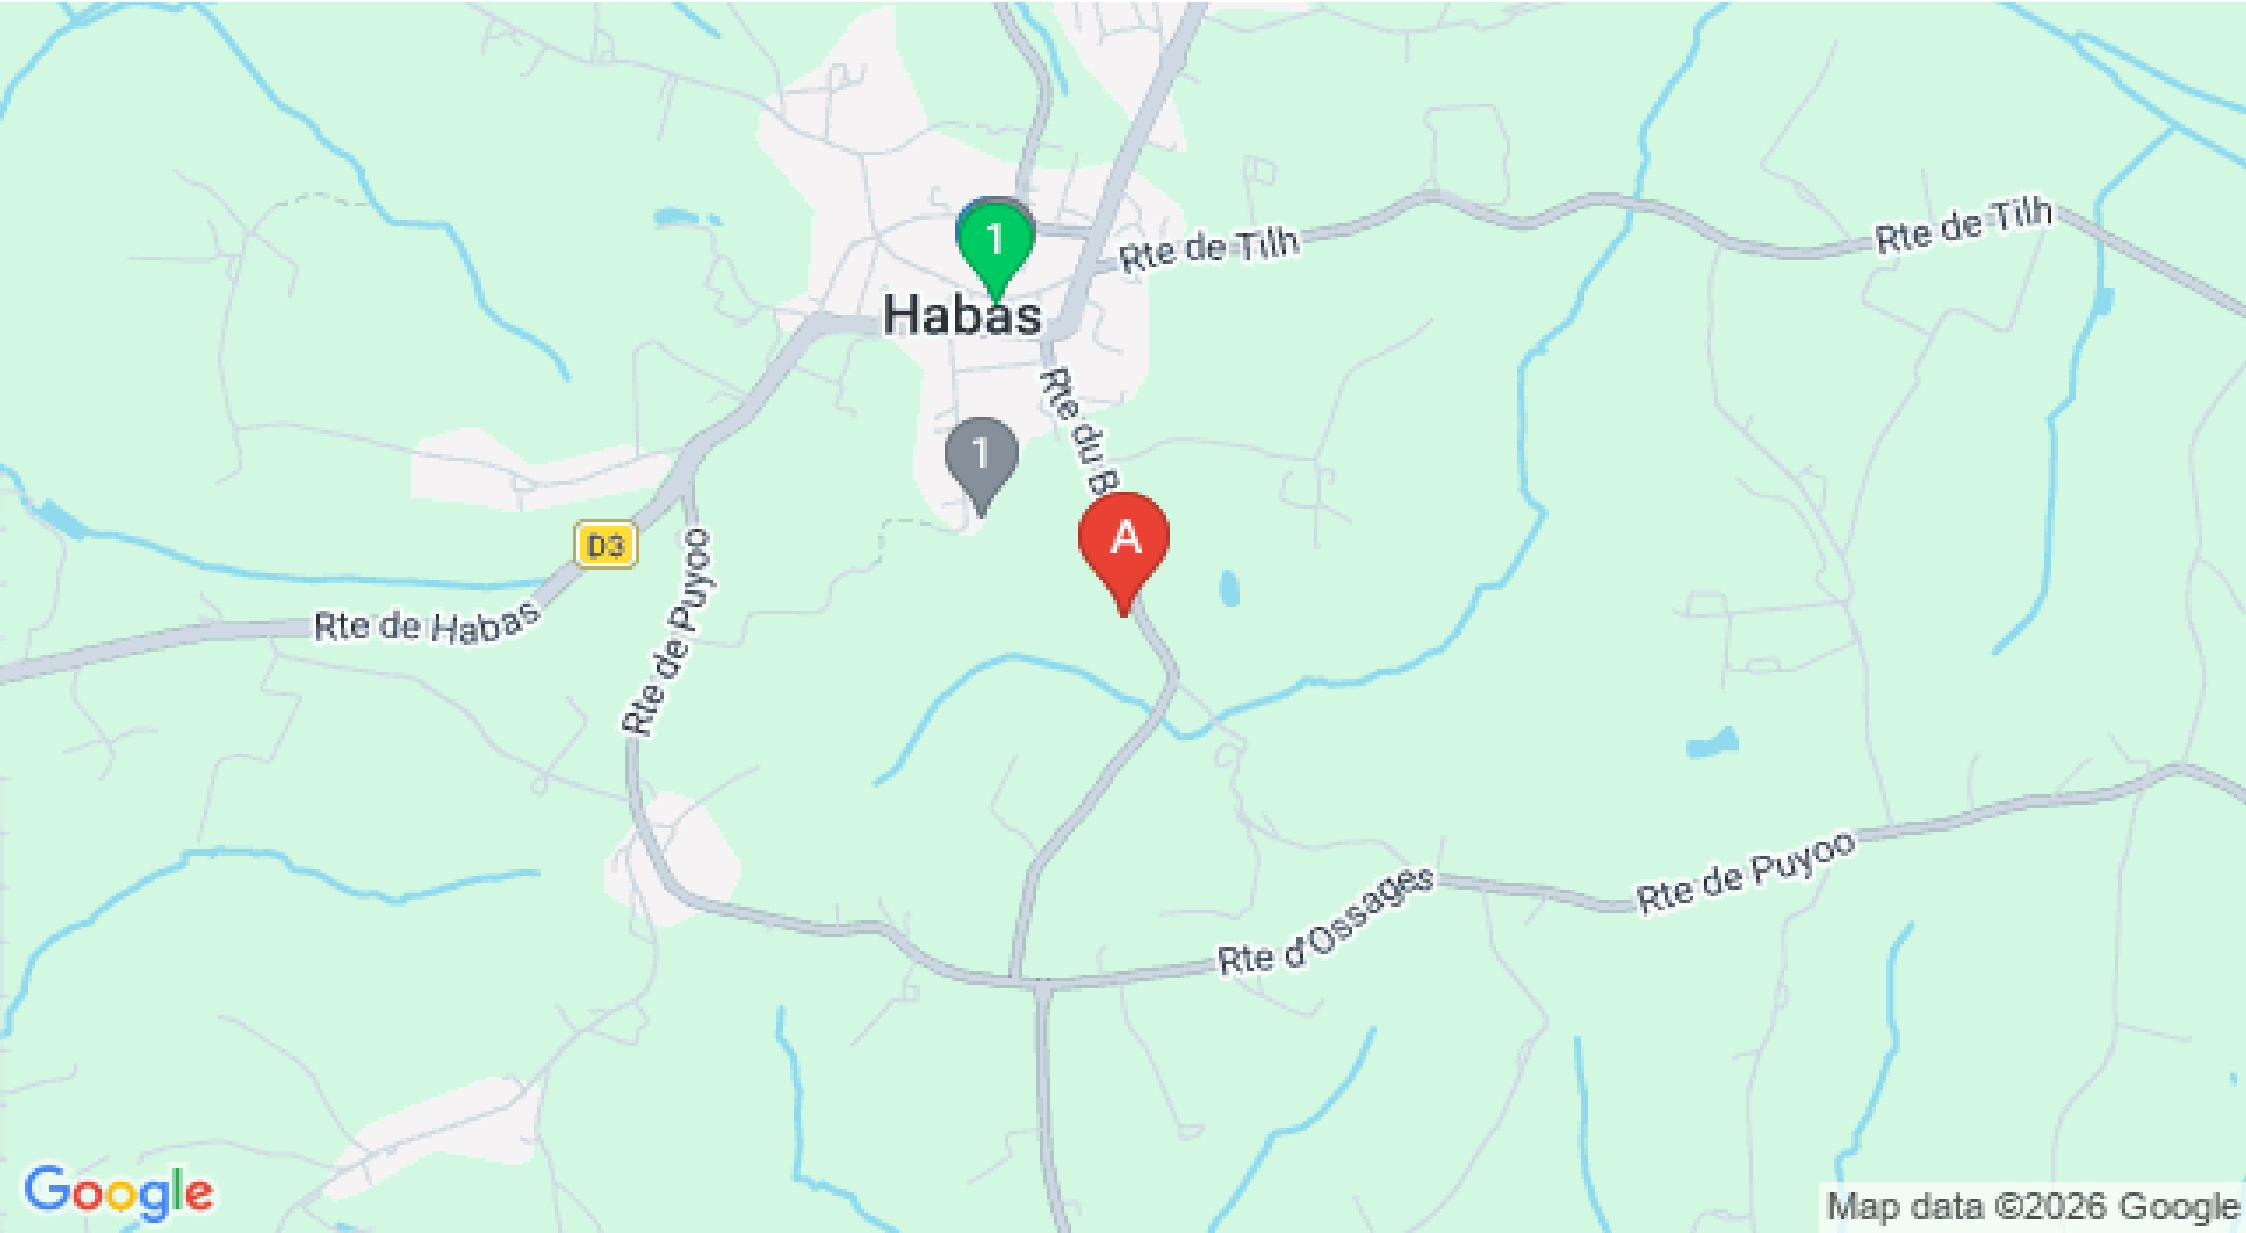 1
Rte de Tilh
Rte de Tilh
Habas
Rte du B
1
A
D3
Rte de Puyoo
Rte de Habas
Rte de Puyoo
Rte d'Ossages
Google
Map data ©2026 Google